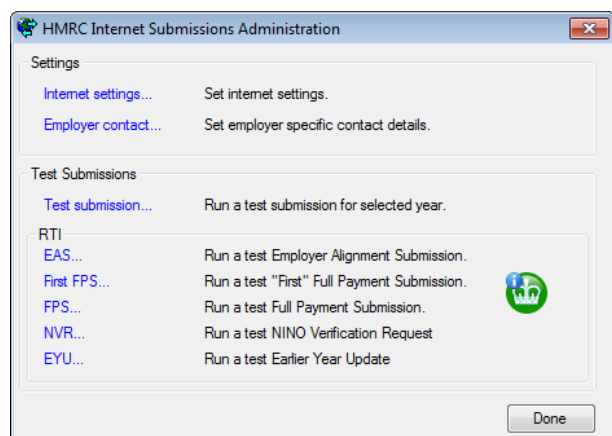 HMRC Internet Submissions Administration
Settings
Internet settings... Set internet settings.
Employer contact... Set employer specific contact details.
Test Submissions
Test submission... Run a test submission for selected year.
RTI
EAS... Run a test Employer Alignment Submission.
First FPS... Run a test "First" Full Payment Submission.
FPS... Run a test Full Payment Submission.
NVR... Run a test NINO Verification Request
EYU... Run a test Earlier Year Update
Done